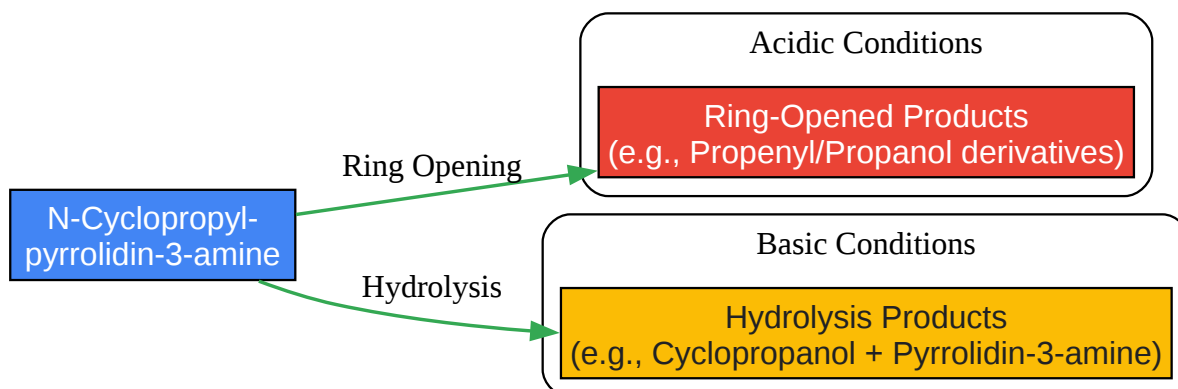 Acidic Conditions
Ring-Opened Products
(e.g., Propenyl/Propanol derivatives)
Ring Opening
N-Cyclopropyl-
pyrrolidin-3-amine
Basic Conditions
Hydrolysis
Hydrolysis Products
(e.g., Cyclopropanol + Pyrrolidin-3-amine)